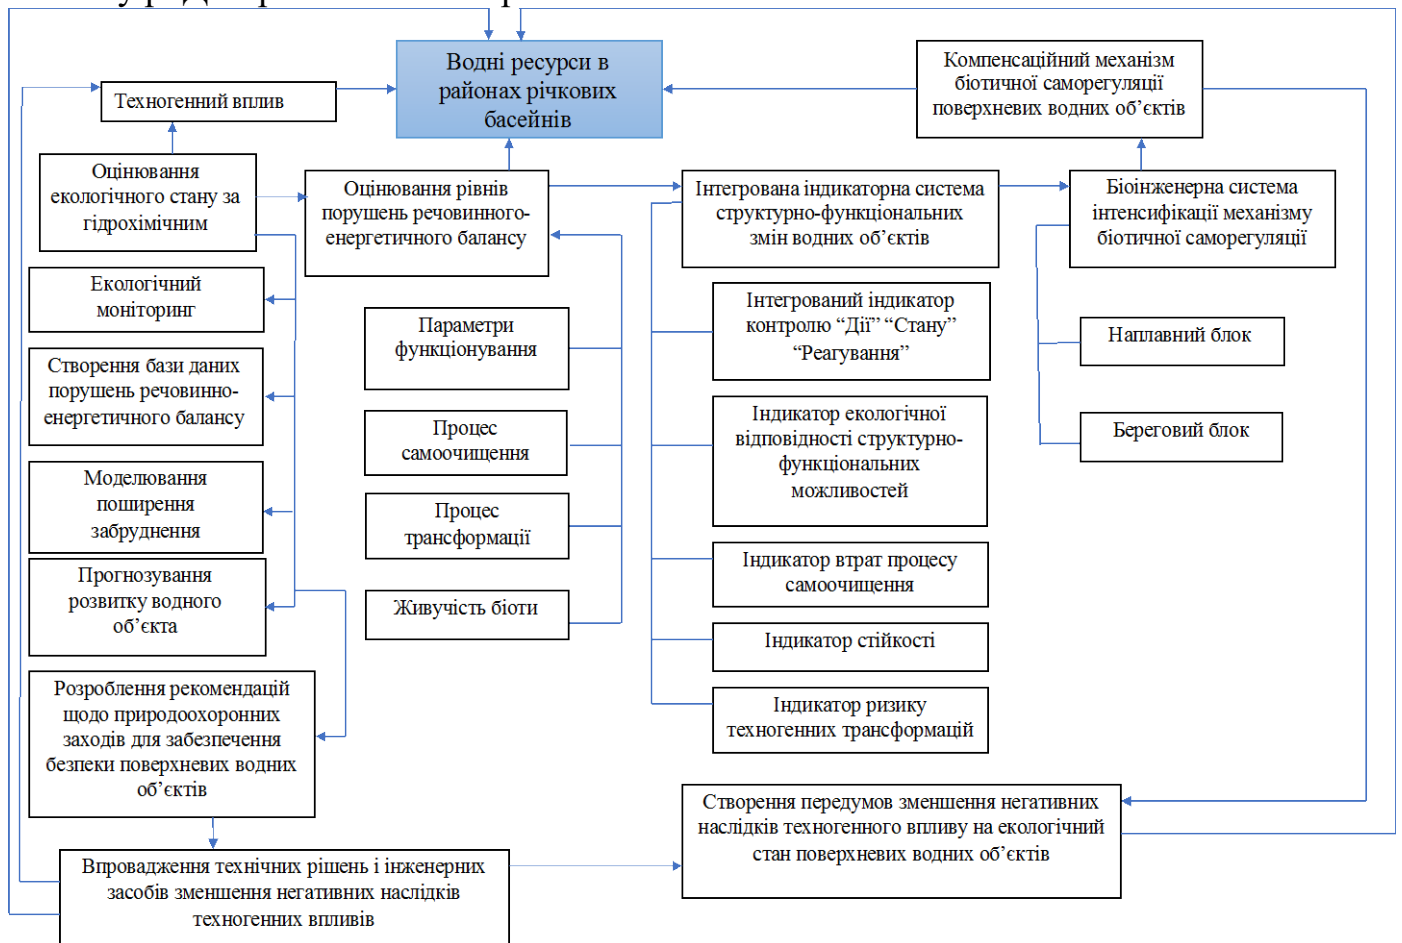 Водні ресурси в
районах річкових
басейнів
Компенсаційний механізм
біотичної саморегуляції
поверхневих водних об’єктів
Техногенний вплив
Оцінювання
екологічного стану за
гідрохімічним
Оцінювання рівнів
порушень речовинного-
енергетичного балансу
Інтегрована індикаторна система
структурно-функціональних
змін водних об’єктів
Біоінженерна система
інтенсифікації механізму
біотичної саморегуляції
Екологічний
моніторинг
Створення бази даних
порушень речовинно-
енергетичного балансу
Моделювання
поширення
забруднення
Прогнозування
розвитку водного
об’єкта
Розроблення рекомендацій
щодо природоохоронних
заходів для забезпечення
безпеки поверхневих водних
об’єктів
Параметри
функціонування
Процес
самоочищення
Процес
трансформації
Живучість біоти
Інтегрований індикатор
контролю “Дії” “Стану”
“Реагування”
Індикатор екологічної
відповідності структурно-
функціональних
можливостей
Індикатор втрат процесу
самоочищення
Індикатор стійкості
Індикатор ризику
техногенних трансформацій
Наплавний блок
Береговий блок
Створення передумов зменшення негативних
наслідків техногенного впливу на екологічний
стан поверхневих водних об’єктів
Впровадження технічних рішень і інженерних
засобів зменшення негативних наслідків
техногенних впливів